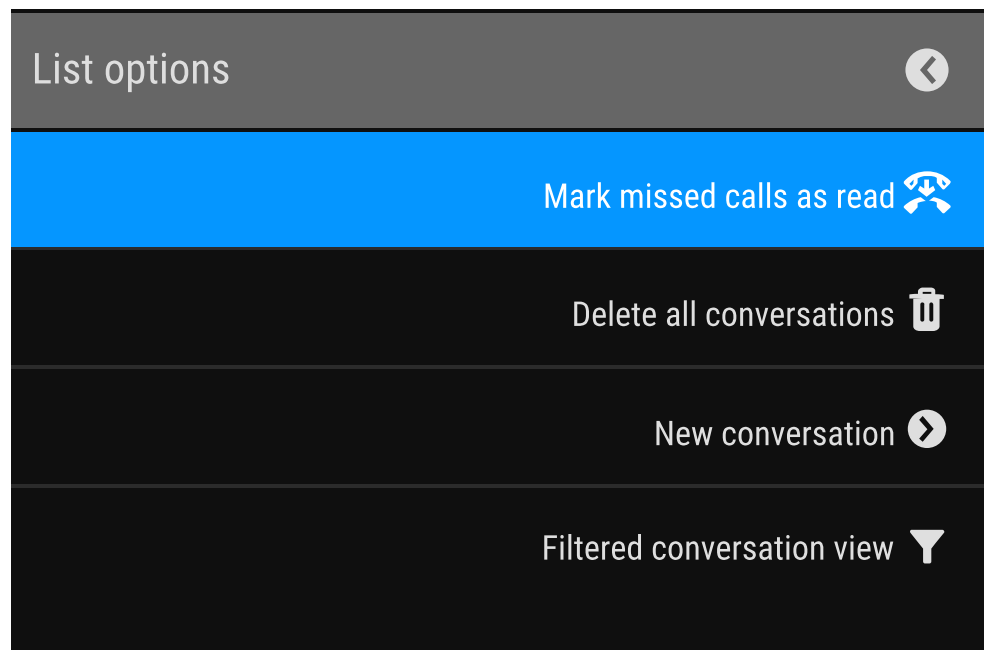 List options
Mark missed calls as read
Delete all conversations
New conversation
Filtered conversation view